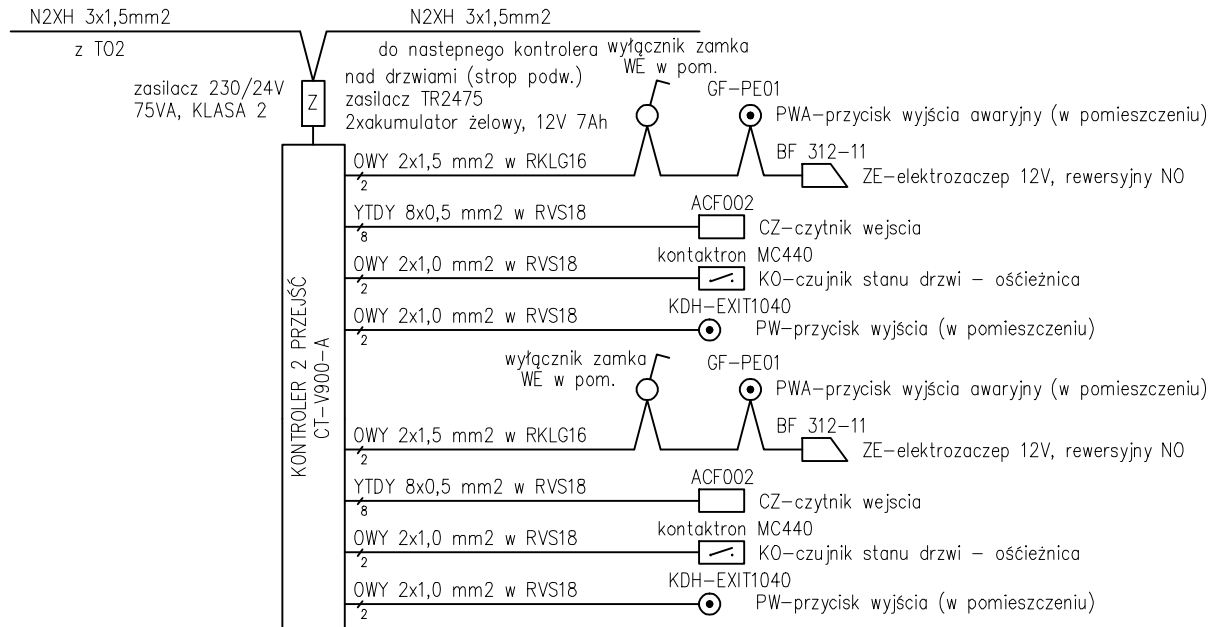 N2XH 3x1,5mm2
N2XH 3x1,5mm2
z TO2
do nastepnego kontrolera
zasilacz 230/24V
75VA, KLASA 2
Z
nad drzwiami (strop podw.)
zasilacz TR2475
2xakumulator żelowy, 12V 7Ah
wyłącznik zamka
WE w pom.
GF-PE01
PWA-przycisk wyjścia awaryjny (w pomieszczeniu)
OWY 2x1,5 mm2 w RKLG16
2
BF 312-11
ZE-elektrozaczep 12V, rewersyjny NO
YTDY 8x0,5 mm2 w RVS18
8
ACF002
CZ-czytnik wejscia
OWY 2x1,0 mm2 w RVS18
2
kontaktron MC440
KO-czujnik stanu drzwi - ośćieżnica
OWY 2x1,0 mm2 w RVS18
2
KDH-EXIT1040
PW-przycisk wyjścia (w pomieszczeniu)
KONTROLER 2 PRZEJŚĆ
CT-V900-A
wyłącznik zamka
WE w pom.
GF-PE01
PWA-przycisk wyjścia awaryjny (w pomieszczeniu)
OWY 2x1,5 mm2 w RKLG16
2
BF 312-11
ZE-elektrozaczep 12V, rewersyjny NO
YTDY 8x0,5 mm2 w RVS18
8
ACF002
CZ-czytnik wejscia
OWY 2x1,0 mm2 w RVS18
2
kontaktron MC440
KO-czujnik stanu drzwi - ośćieżnica
OWY 2x1,0 mm2 w RVS18
2
KDH-EXIT1040
PW-przycisk wyjścia (w pomieszczeniu)